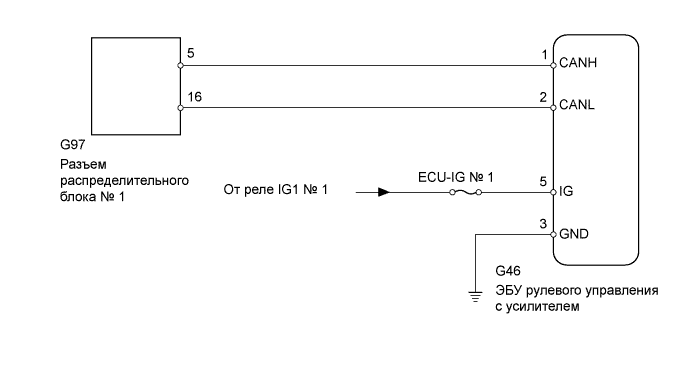 5
1
CANH
16
2
CANL
G97
Разъем
распределительного
блока № 1
От реле IG1 № 1
ECU-IG № 1
5
IG
3
GND
G46
ЭБУ рулевого управления
с усилителем